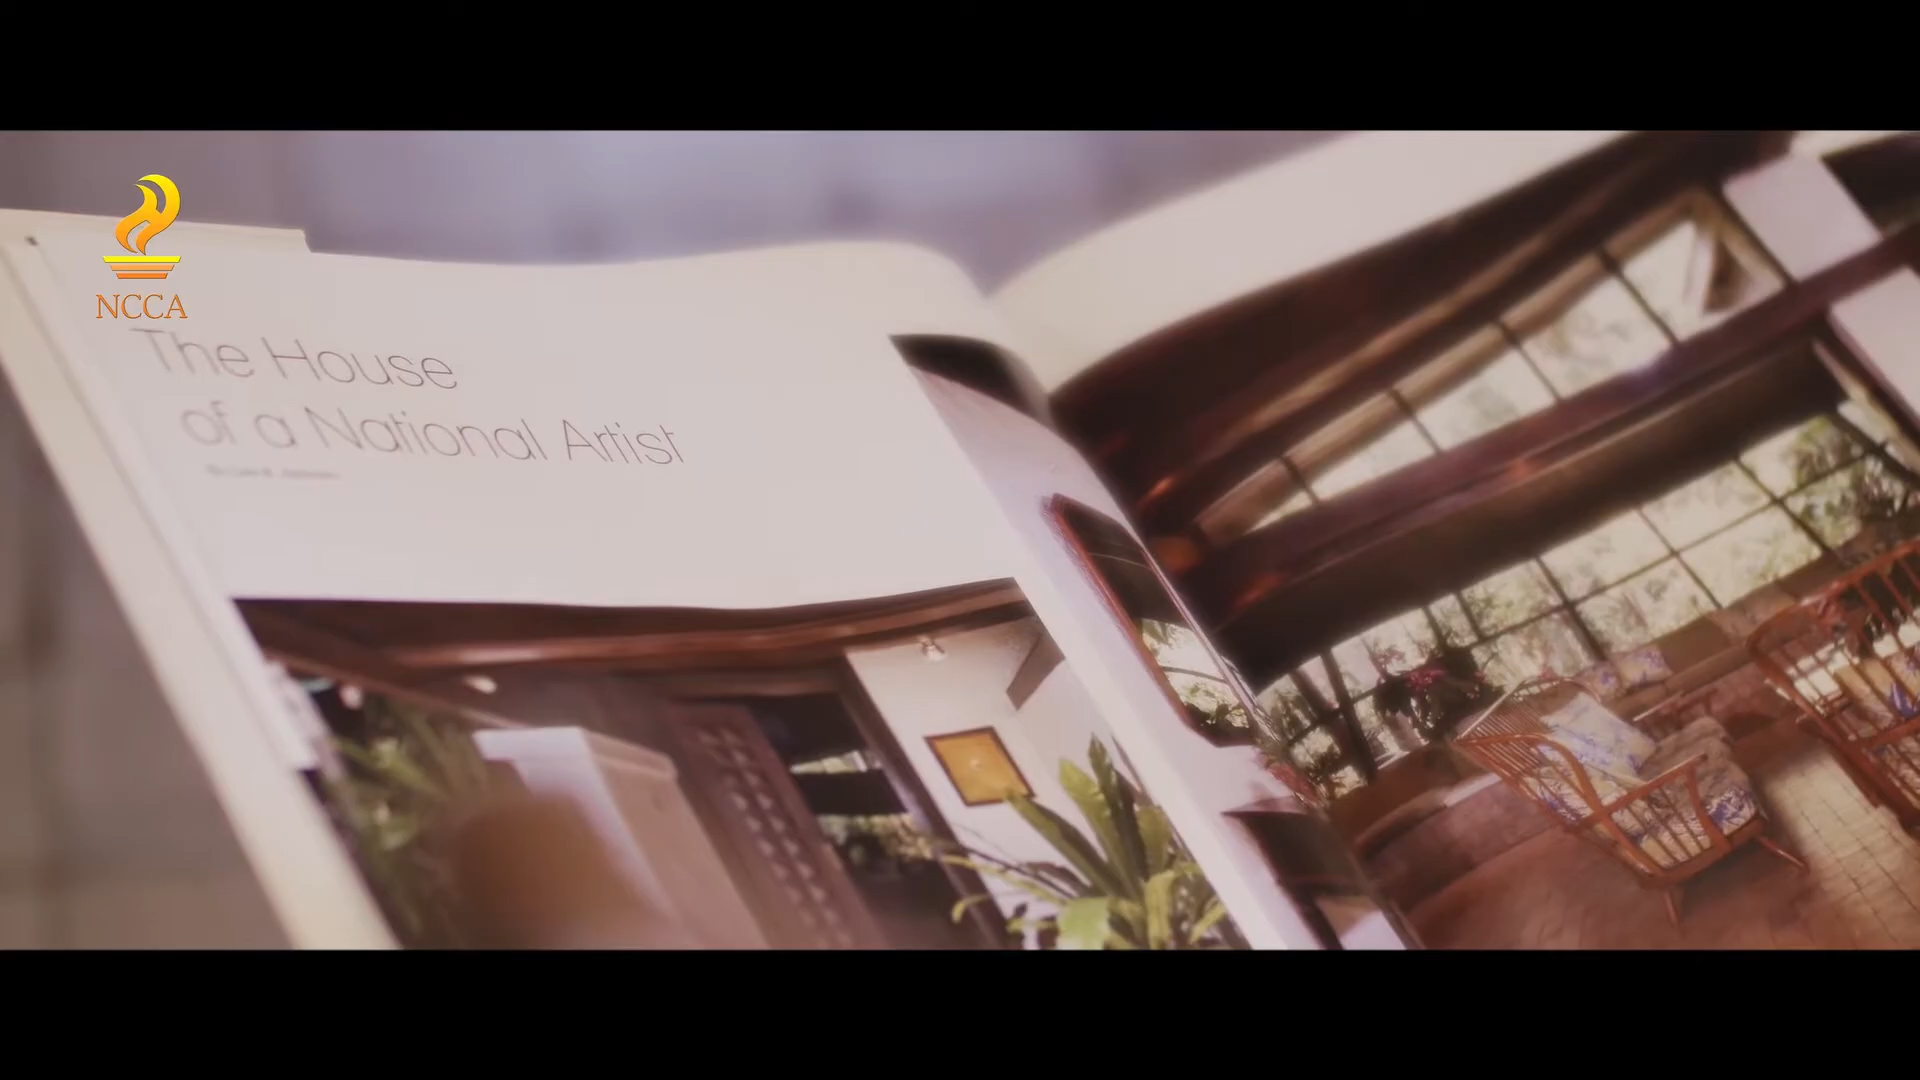 NCCA
The House
of a National Artist